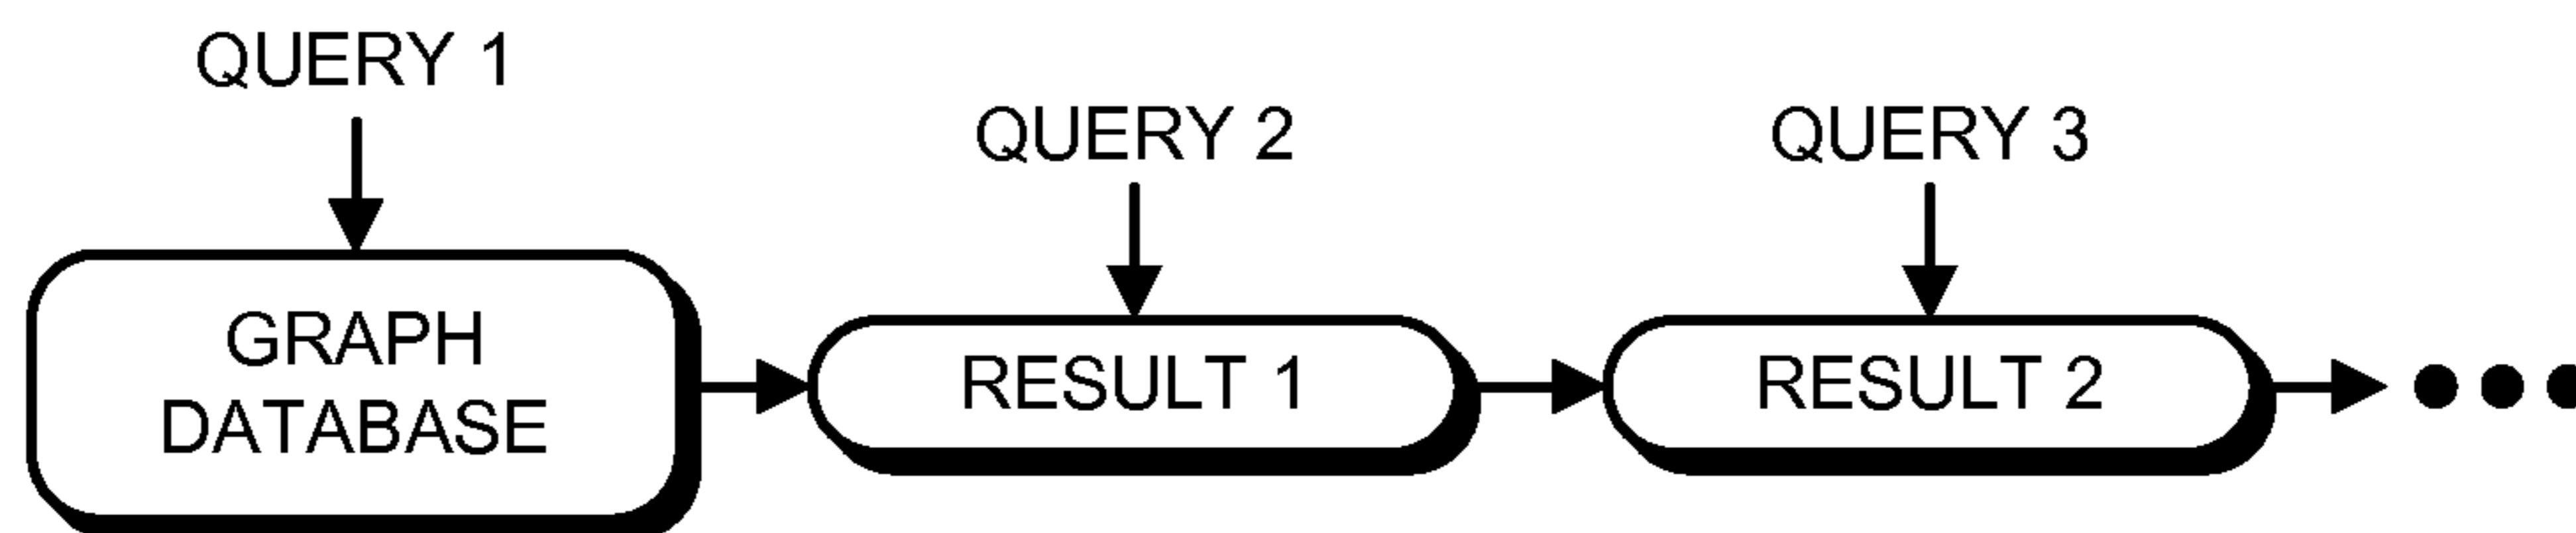 QUERY 1
QUERY 2
QUERY 3
GRAPH
DATABASE
RESULT 1
RESULT 2